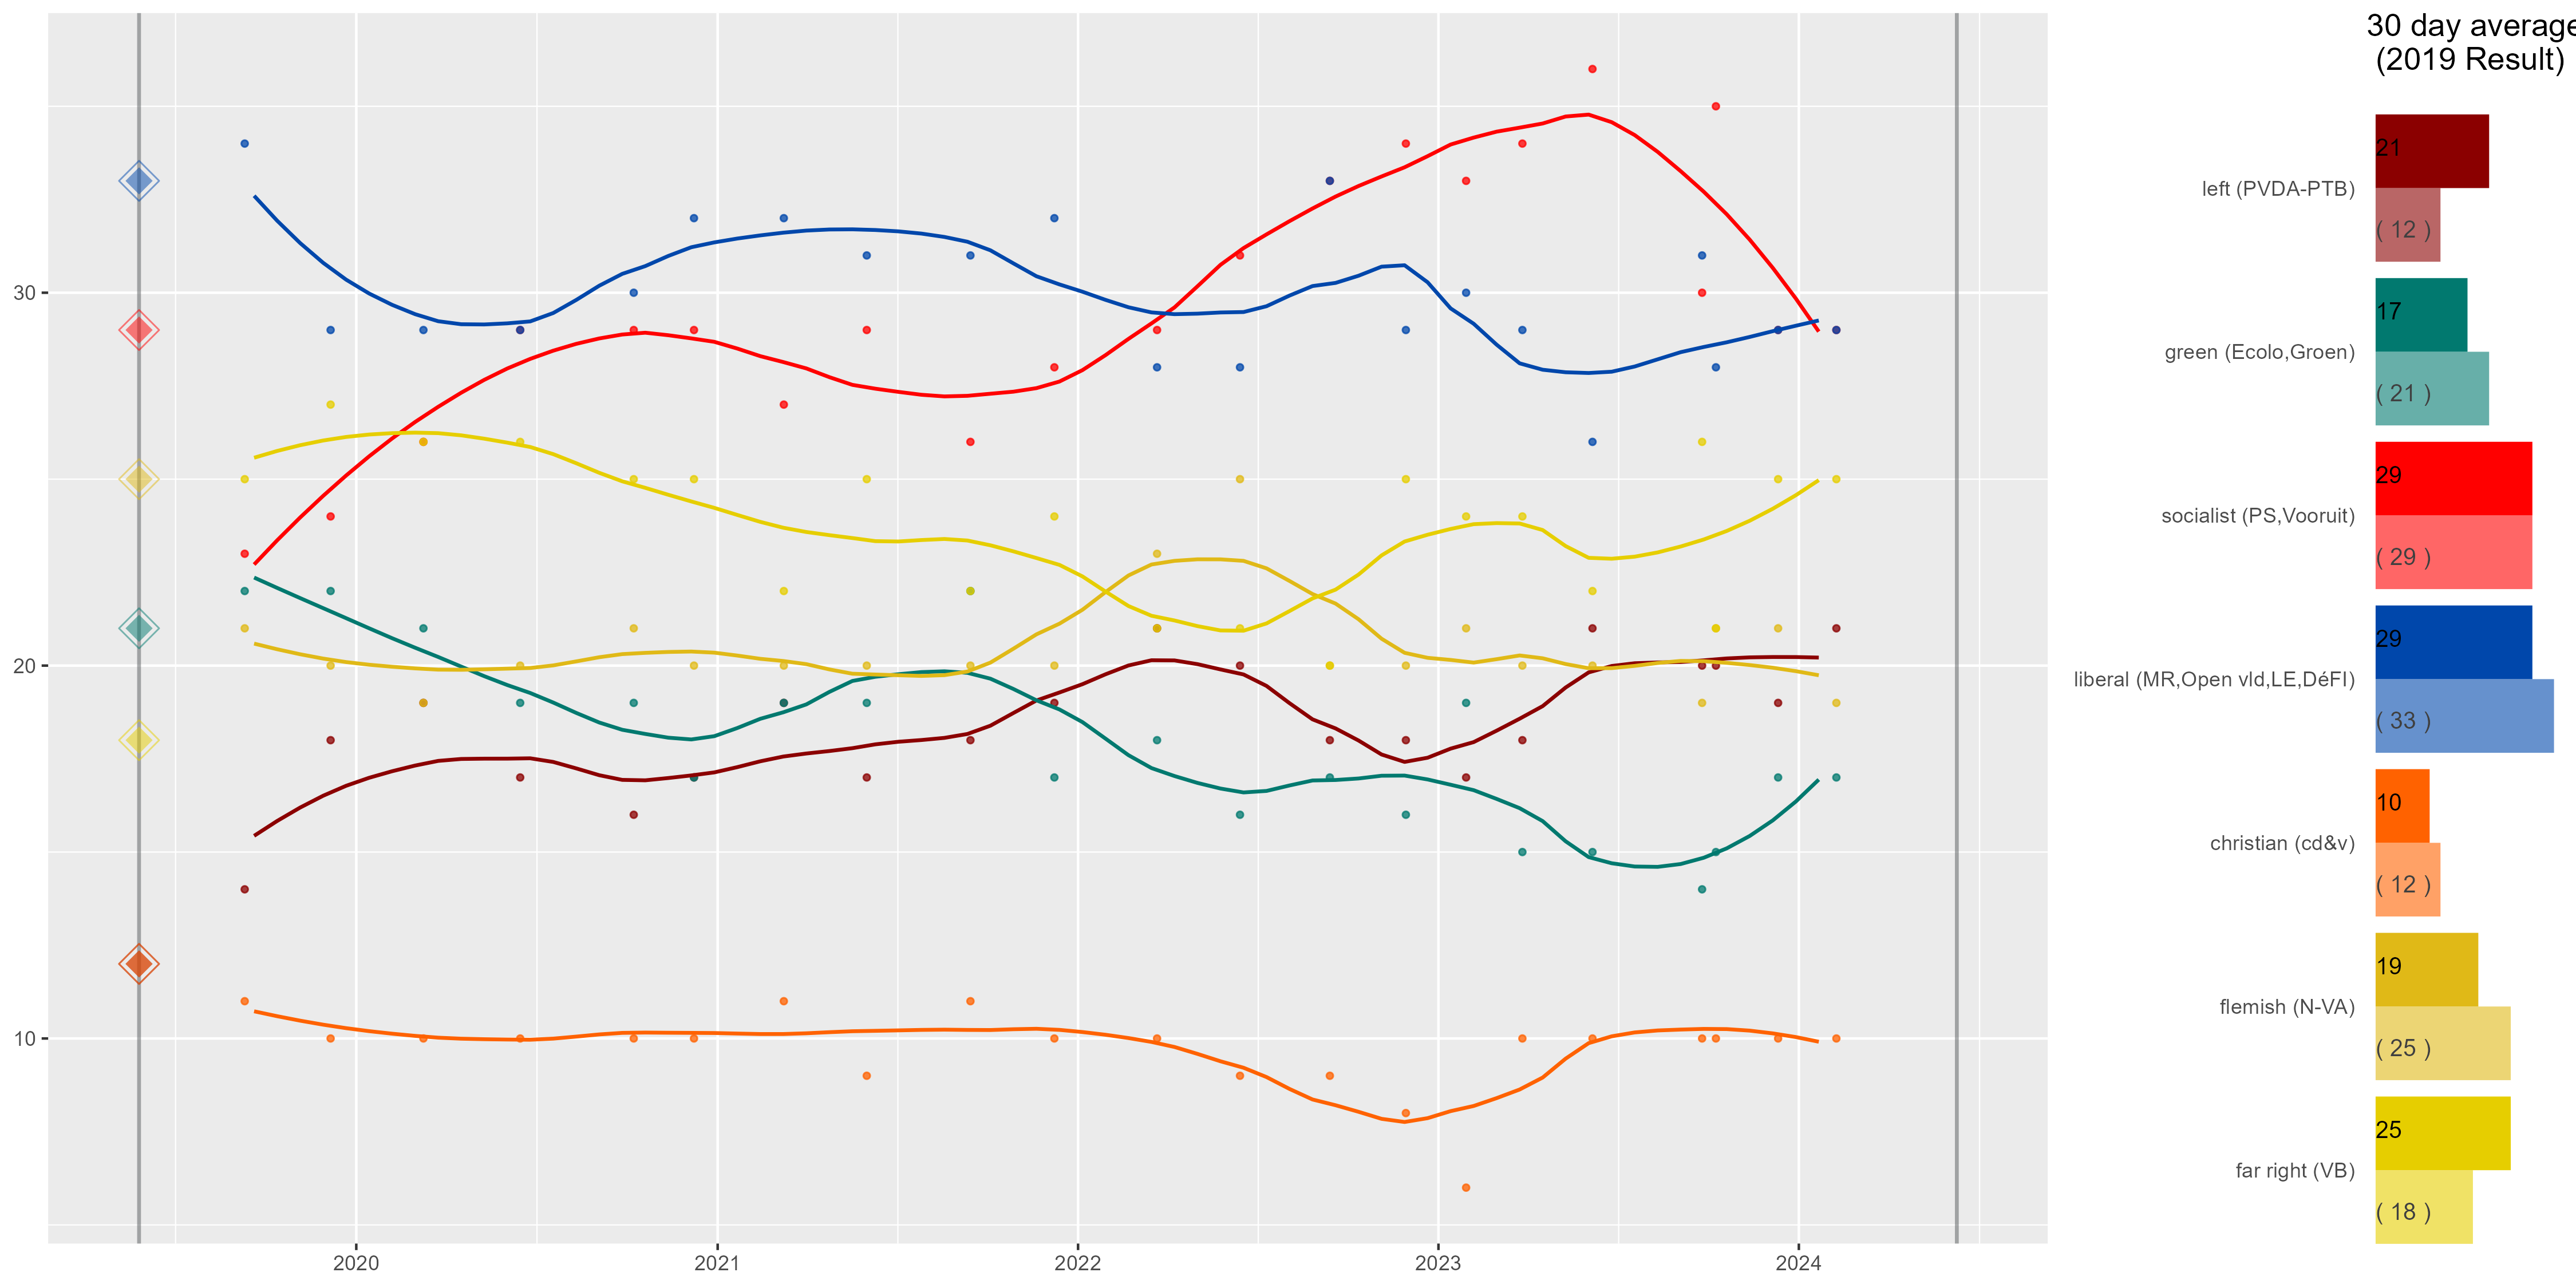 30 day average
(2019 Result)
30
20
10
2020
2021
2022
2023
2024
left (PVDA-PTB)
21
( 12 )
green (Ecolo,Groen)
17
( 21 )
socialist (PS,Vooruit)
29
( 29 )
liberal (MR,Open vld,LE,DéFI)
29
( 33 )
christian (cd&v)
10
( 12 )
flemish (N-VA)
19
( 25 )
far right (VB)
25
( 18 )